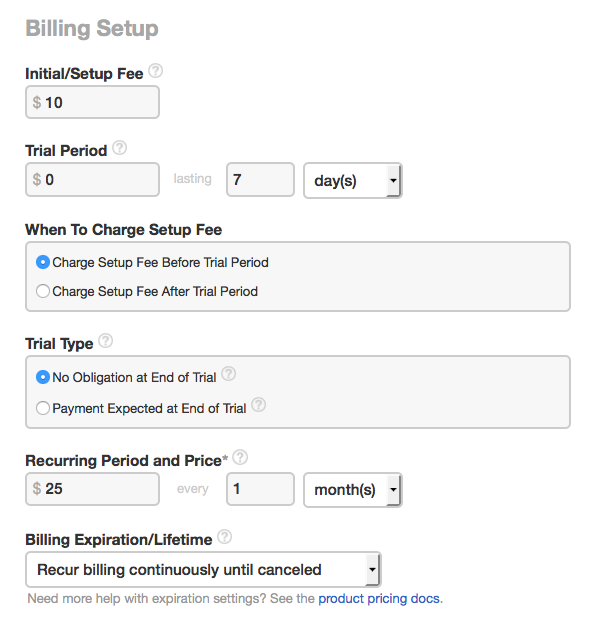 Billing Setup
Initial/Setup Fee ?
$ 10
Trial Period ?
$ 0 lasting 7 day(s)
When To Charge Setup Fee
Charge Setup Fee Before Trial Period
Charge Setup Fee After Trial Period
Trial Type ?
No Obligation at End of Trial ?
Payment Expected at End of Trial ?
Recurring Period and Price* ?
$ 25 every 1 month(s)
Billing Expiration/Lifetime ?
Recur billing continuously until canceled
Need more help with expiration settings? See the product pricing docs.